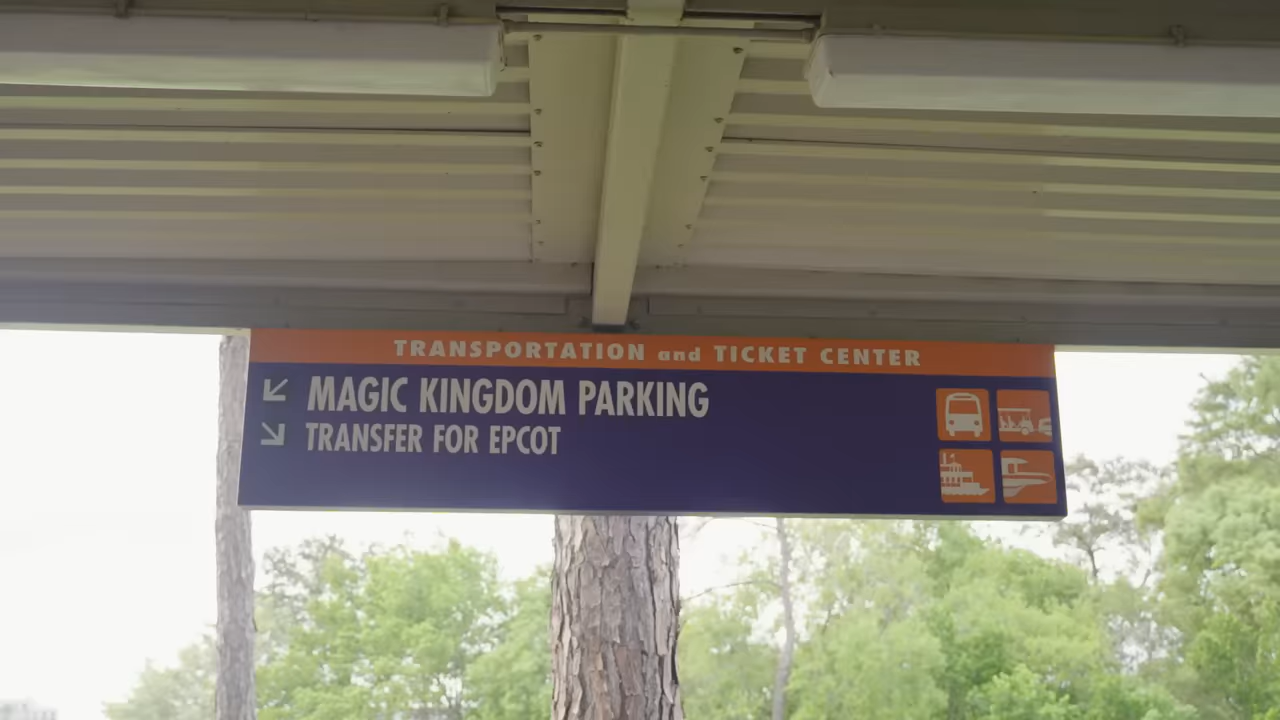 TRANSPORTATION and TICKET CENTER
MAGIC KINGDOM PARKING
TRANSFER FOR EPCOT